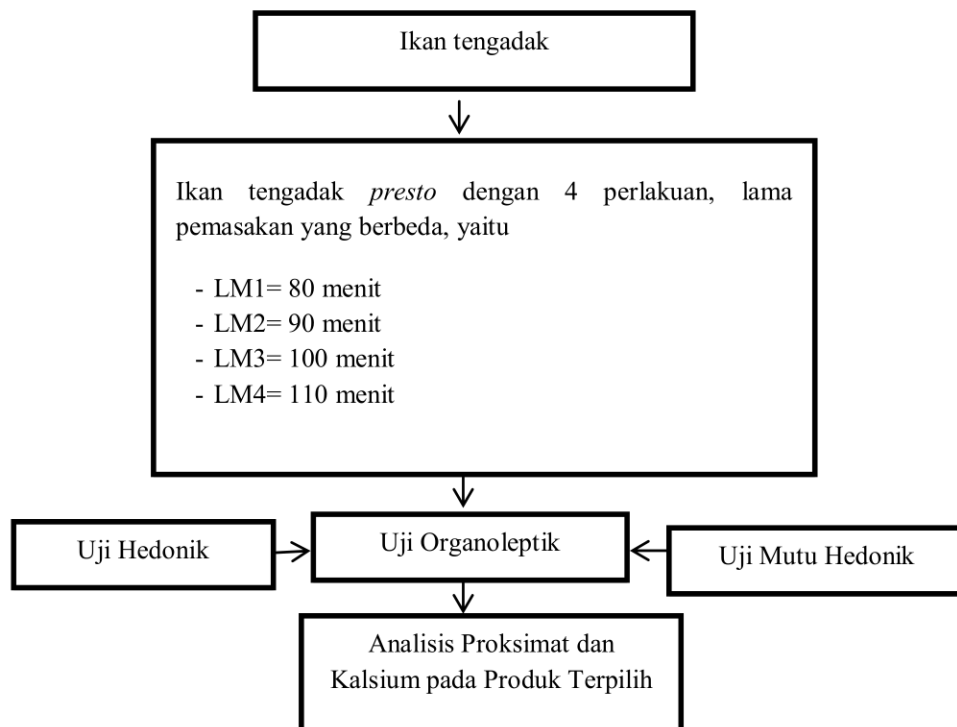 Ikan tengadak
Ikan tengadak presto dengan 4 perlakuan, lama
pemasakan yang berbeda, yaitu
- LM1= 80 menit
- LM2= 90 menit
- LM3= 100 menit
- LM4= 110 menit
Uji Hedonik
Uji Organoleptik
Uji Mutu Hedonik
Analisis Proksimat dan
Kalsium pada Produk Terpilih